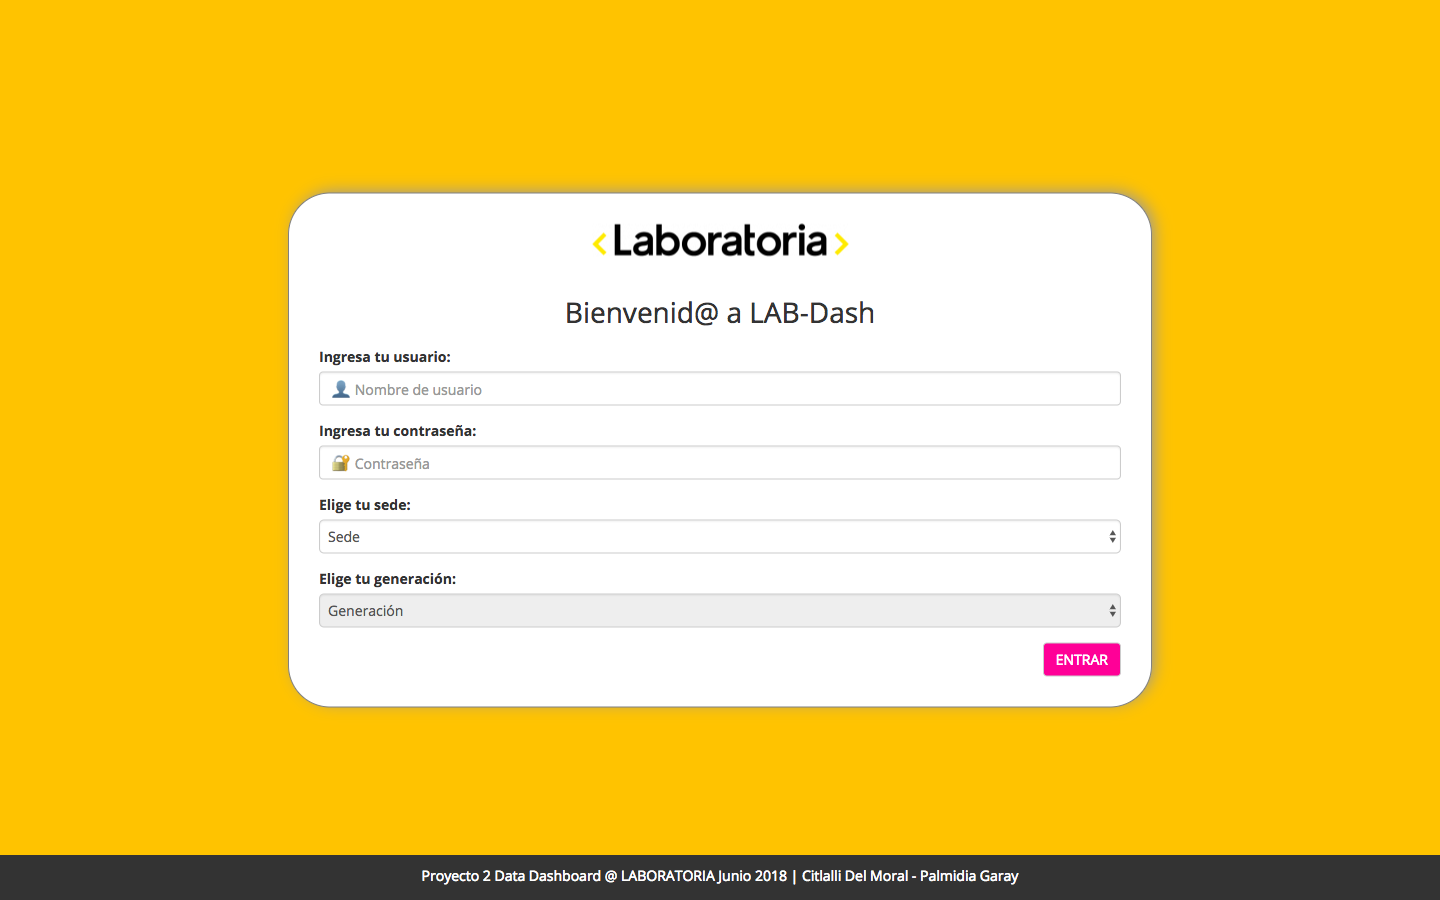 <Laboratoria>
Bienvenid@ a LAB-Dash
Ingresa tu usuario:
Nombre de usuario
Ingresa tu contraseña:
Contraseña
Elige tu sede:
Sede
Elige tu generación:
Generación
ENTRAR
Proyecto 2 Data Dashboard @ LABORATORIA Junio 2018 | Citlalli Del Moral - Palmidia Garay